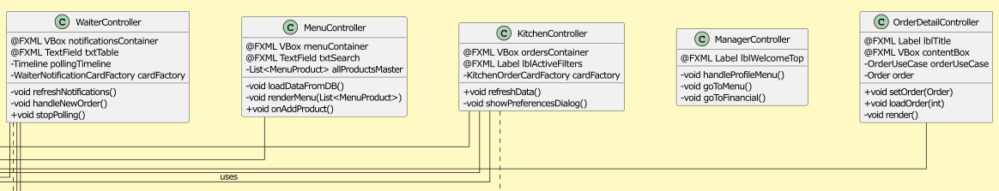 C WaiterController
@FXML VBox notificationsContainer
@FXML TextField txtTable
-Timeline pollingTimeline
-WaiterNotificationCardFactory cardFactory
-void refreshNotifications()
-void handleNewOrder()
+void stopPolling()
C MenuController
@FXML VBox menuContainer
@FXML TextField txtSearch
-List<MenuProduct> allProductsMaster
-void loadDataFromDB()
-void renderMenu(List<MenuProduct>)
+void onAddProduct()
C KitchenController
@FXML VBox ordersContainer
@FXML Label lblActiveFilters
-KitchenOrderCardFactory cardFactory
+void refreshData()
-void showPreferencesDialog()
C ManagerController
@FXML Label lblWelcomeTop
-void handleProfileMenu()
-void goToMenu()
-void goToFinancial()
C OrderDetailController
@FXML Label lblTitle
@FXML VBox contentBox
-OrderUseCase orderUseCase
-Order order
+void setOrder(Order)
+void loadOrder(int)
-void render()
uses